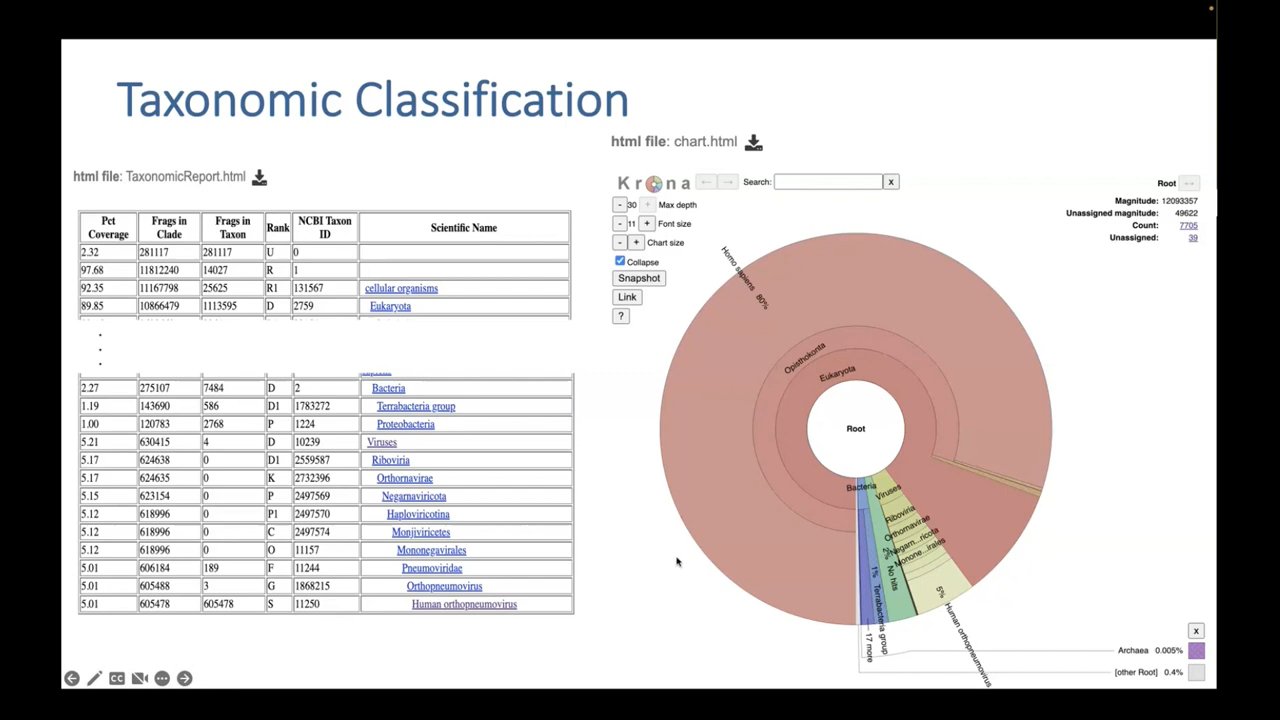 Taxonomic Classification
html file: TaxonomicReport.html
Pct Coverage Frags in Clade Frags in Taxon Rank NCBI Taxon ID Scientific Name
2.32 281117 281117 U 0
97.68 11812240 14027 R 1
92.35 11167798 25625 R1 131567 cellular organisms
89.85 10866479 1113595 D 2759 Eukaryota
.
.
.
2.27 275107 7484 D 2 Bacteria
1.19 143690 586 D1 1783272 Terrabacteria group
1.00 120783 2768 P 1224 Proteobacteria
5.21 630415 4 D 10239 Viruses
5.17 624638 0 D1 2559587 Riboviria
5.17 624635 0 K 2732396 Orthornavirae
5.15 623154 0 P 2497569 Negarnaviricota
5.12 618996 0 P1 2497570 Haploviricotina
5.12 618996 0 C 2497574 Monjiviricetes
5.12 618996 0 O 11157 Mononegavirales
5.01 606184 189 F 11244 Pneumoviridae
5.01 605488 3 G 1868215 Orthopneumovirus
5.01 605478 605478 S 11250 Human orthopneumovirus
html file: chart.html
Krona ← → Search: x
- 30 + Max depth
- 11 + Font size
- + Chart size
Collapse
Snapshot
Link
?
Root ↔
Magnitude: 12093357
Unassigned magnitude: 49622
Count: 7705
Unassigned: 39
Homo sapiens 80%
Opisthokonta
Eukaryota
Root
Bacteria
Viruses
Riboviria
Orthornavirae
Negarn...ricota
Monone...irales
No hits
1% Terrabacteria group
17 more
5% Human orthopneumovirus
x
Archaea 0.005%
[other Root] 0.4%
CC